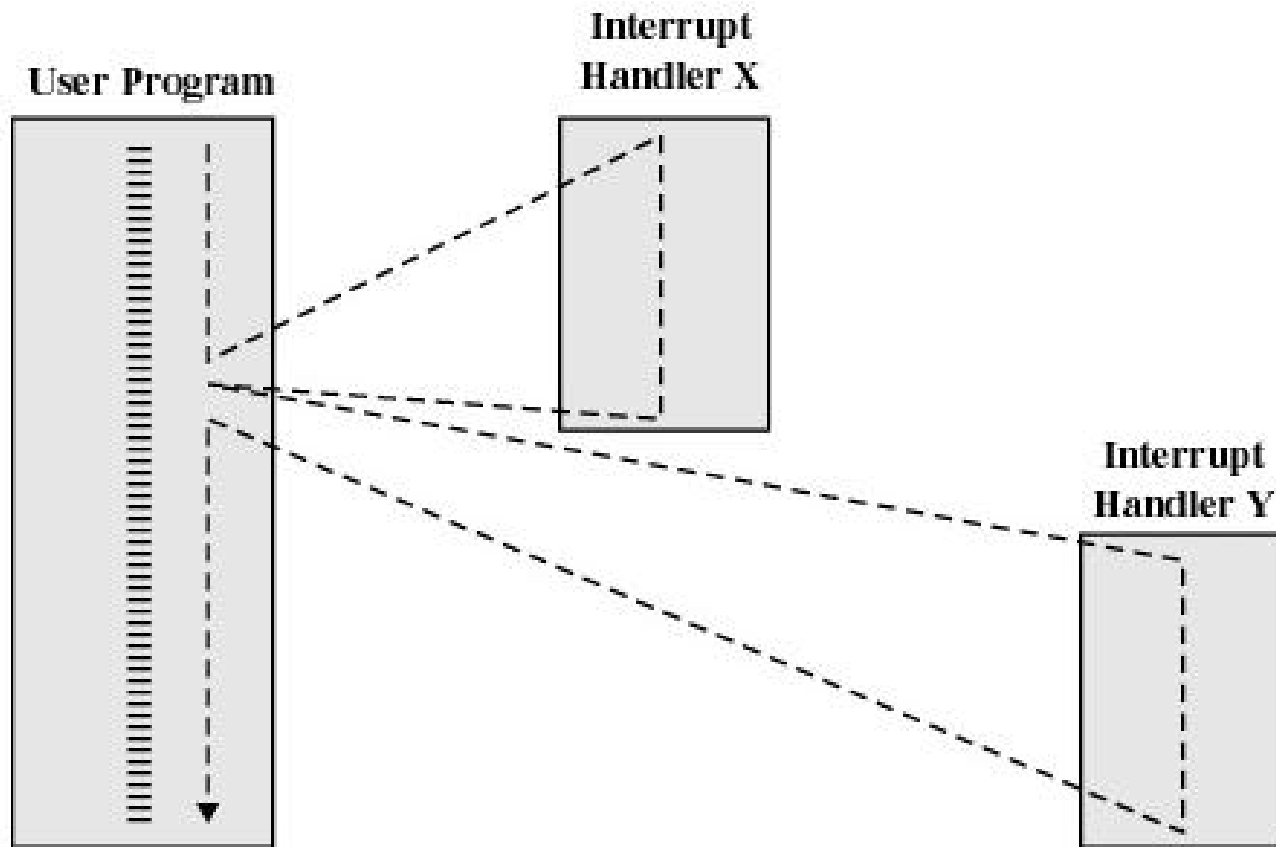 User Program
Interrupt
Handler X
Interrupt
Handler Y